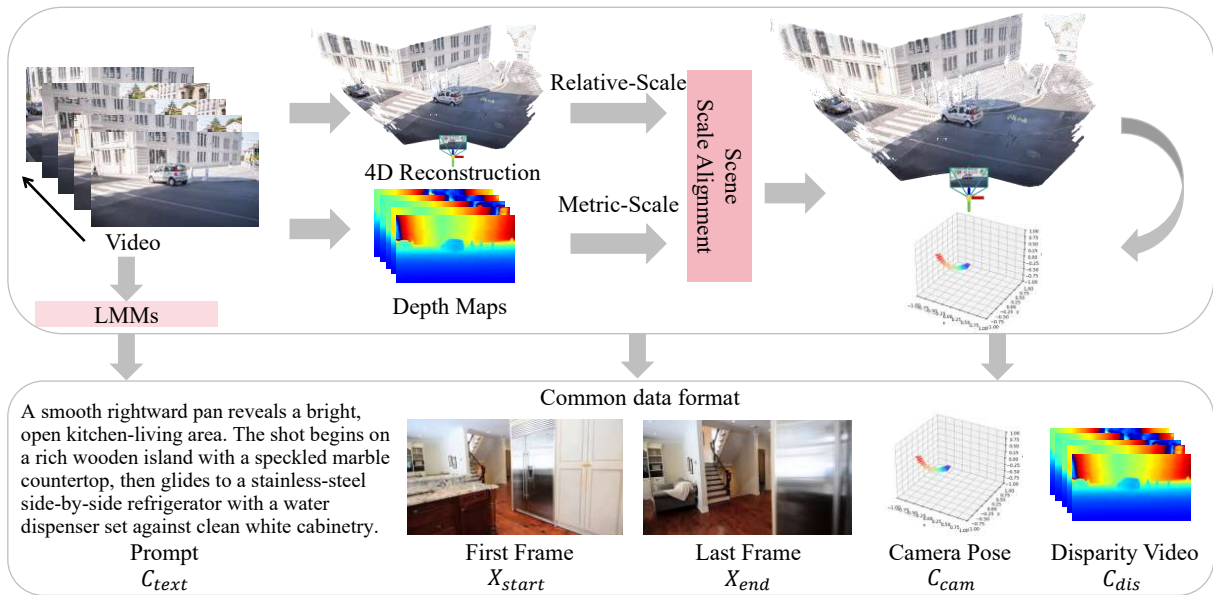 Relative-Scale
Scene
Scale Alignment
4D Reconstruction
Metric-Scale
Video
Depth Maps
LMMs
Common data format
A smooth rightward pan reveals a bright,
open kitchen-living area. The shot begins on
a rich wooden island with a speckled marble
countertop, then glides to a stainless-steel
side-by-side refrigerator with a water
dispenser set against clean white cabinetry.
Prompt
C_text
First Frame
X_start
Last Frame
X_end
Camera Pose
C_cam
Disparity Video
C_dis